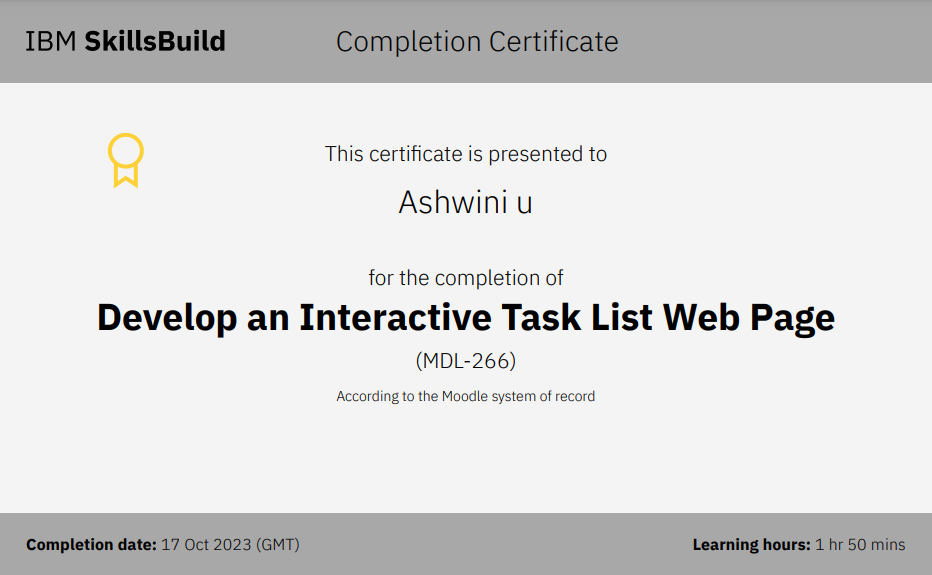 IBM SkillsBuild
Completion Certificate
This certificate is presented to
Ashwini u
for the completion of
Develop an Interactive Task List Web Page
(MDL-266)
According to the Moodle system of record
Completion date: 17 Oct 2023 (GMT)
Learning hours: 1 hr 50 mins